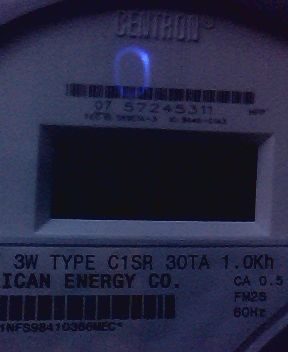 CENTRON®
07 57245311
3W TYPE C1SR 30TA 1.0Kh
ICAN ENERGY CO. CA 0.5
FM2S
60Hz